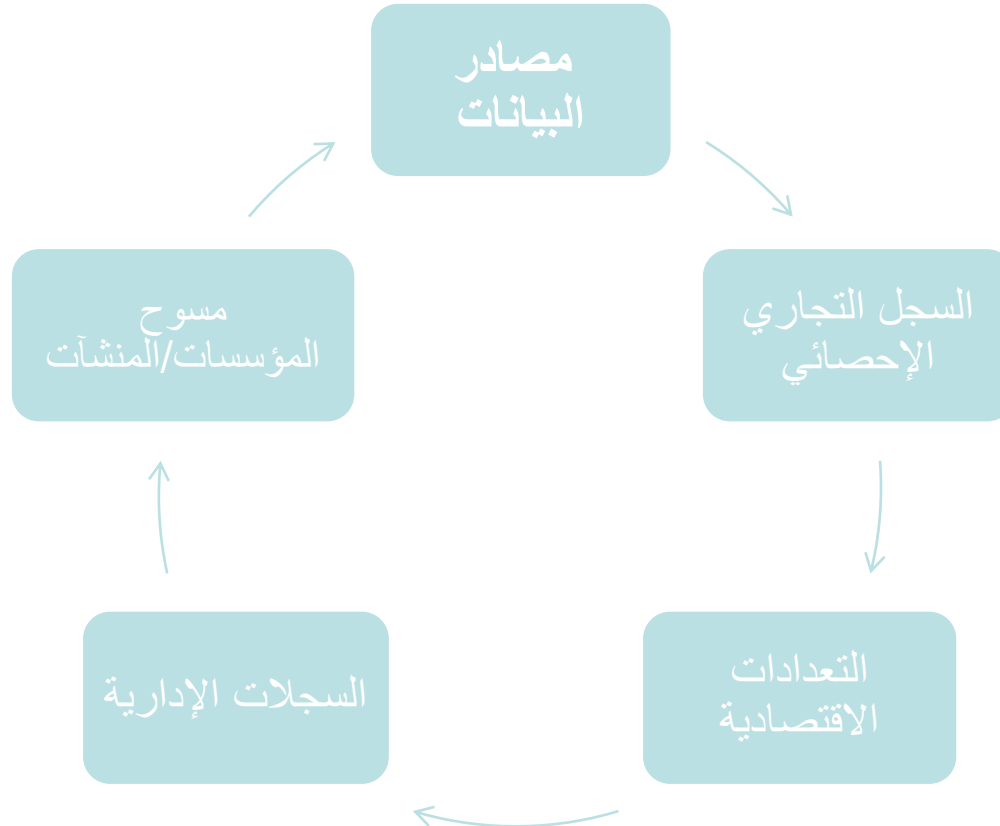 مصادر
البيانات
السجل التجاري
الإحصائي
التعدادات
الاقتصادية
السجلات الإدارية
مسوح
المؤسسات/المنشآت